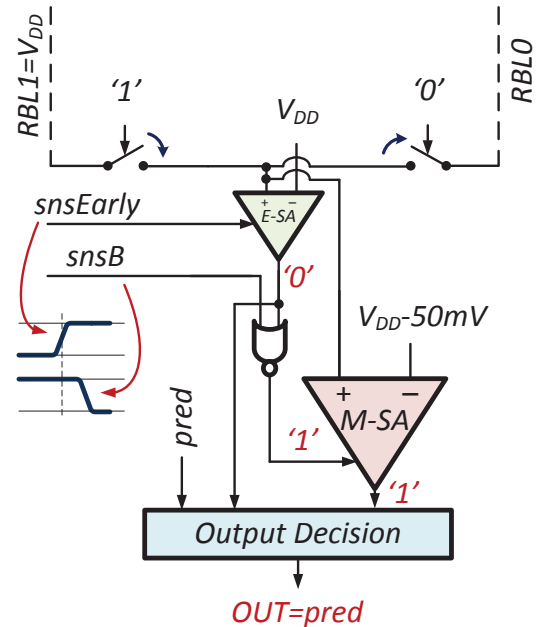 RBL1=VDD
RBL0
‘1’
‘0’
VDD
snsEarly
+ −
E-SA
snsB
‘0’
VDD-50mV
+ −
M-SA
pred
‘1’
‘1’
Output Decision
OUT=pred